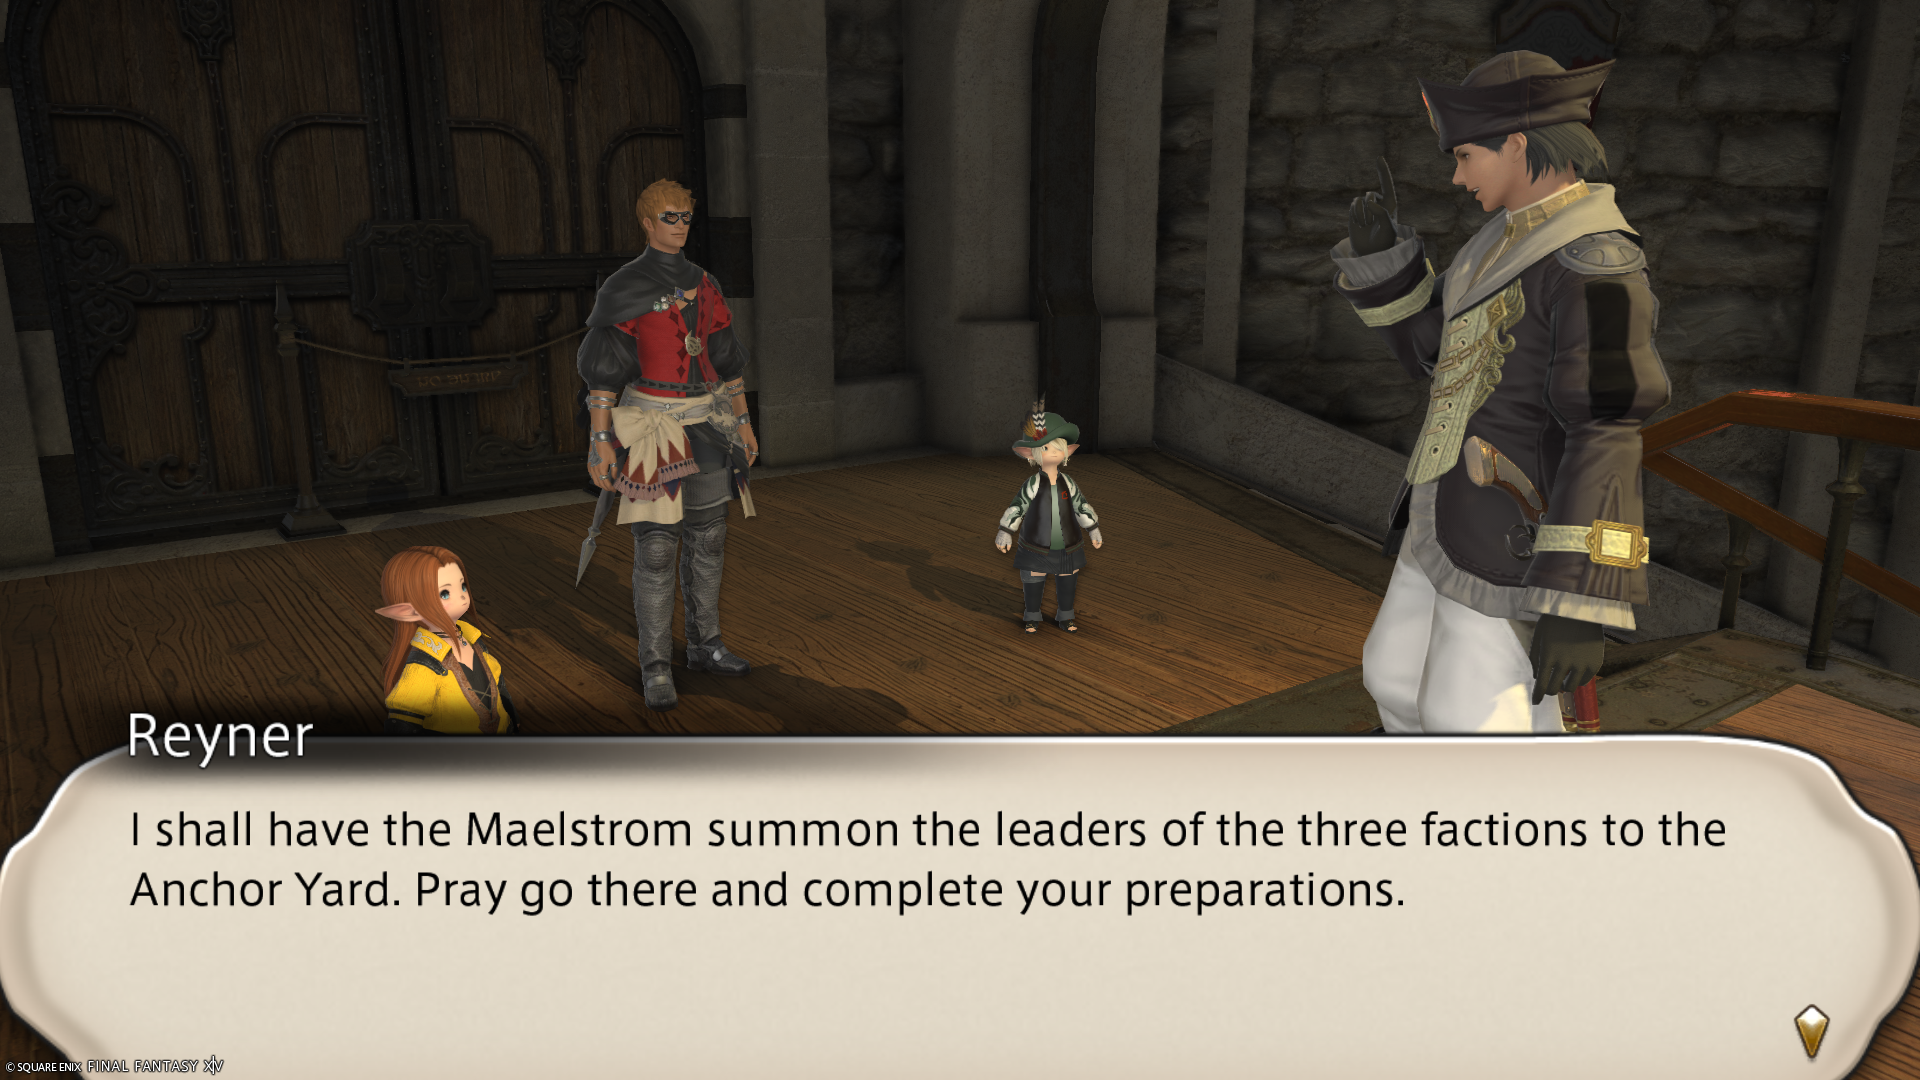 Reyner
I shall have the Maelstrom summon the leaders of the three factions to the
Anchor Yard. Pray go there and complete your preparations.
© SQUARE ENIX FINAL FANTASY XIV